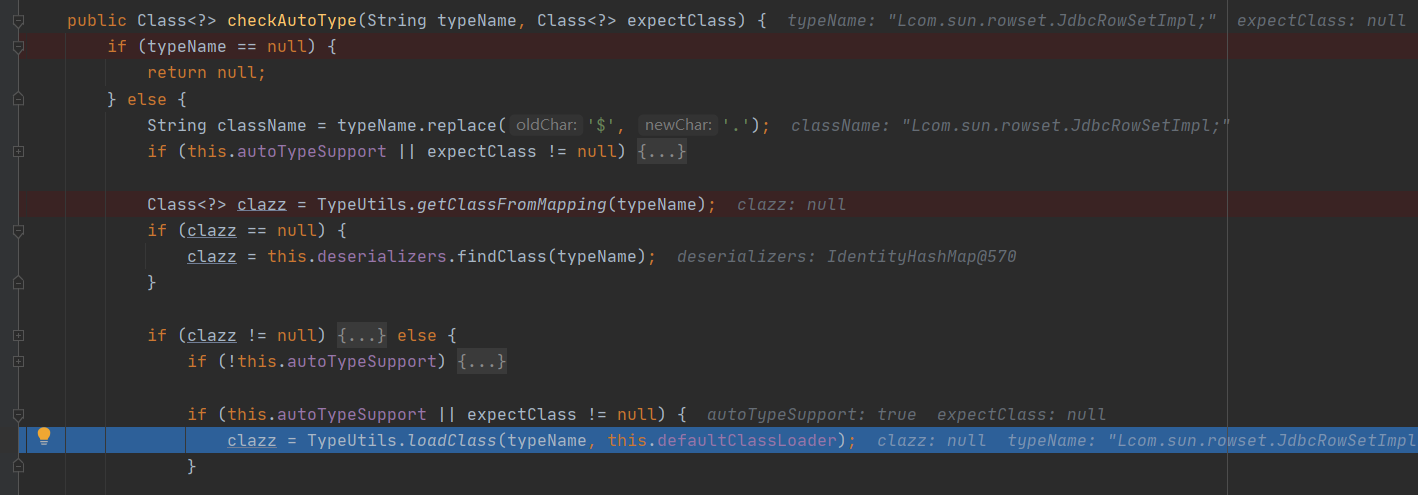 public Class<?> checkAutoType(String typeName, Class<?> expectClass) { typeName: "Lcom.sun.rowset.JdbcRowSetImpl;" expectClass: null
if (typeName == null) {
return null;
} else {
String className = typeName.replace( oldChar: '$', newChar: '.'); className: "Lcom.sun.rowset.JdbcRowSetImpl;"
if (this.autoTypeSupport || expectClass != null) {...}
Class<?> clazz = TypeUtils.getClassFromMapping(typeName); clazz: null
if (clazz == null) {
clazz = this.deserializers.findClass(typeName); deserializers: IdentityHashMap@570
}
if (clazz != null) {...} else {
if (!this.autoTypeSupport) {...}
if (this.autoTypeSupport || expectClass != null) { autoTypeSupport: true expectClass: null
clazz = TypeUtils.loadClass(typeName, this.defaultClassLoader); clazz: null typeName: "Lcom.sun.rowset.JdbcRowSetImpl
}